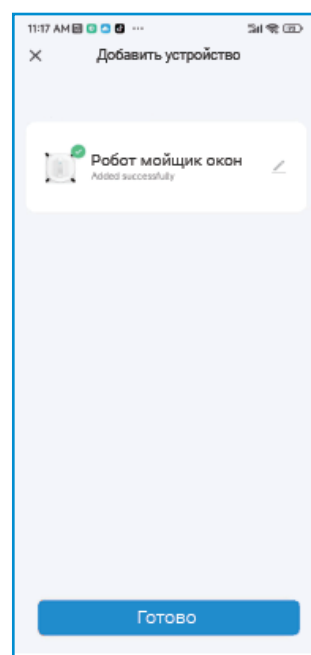 11:17 AM
Добавить устройство
Робот мойщик окон
Added successfully
Готово